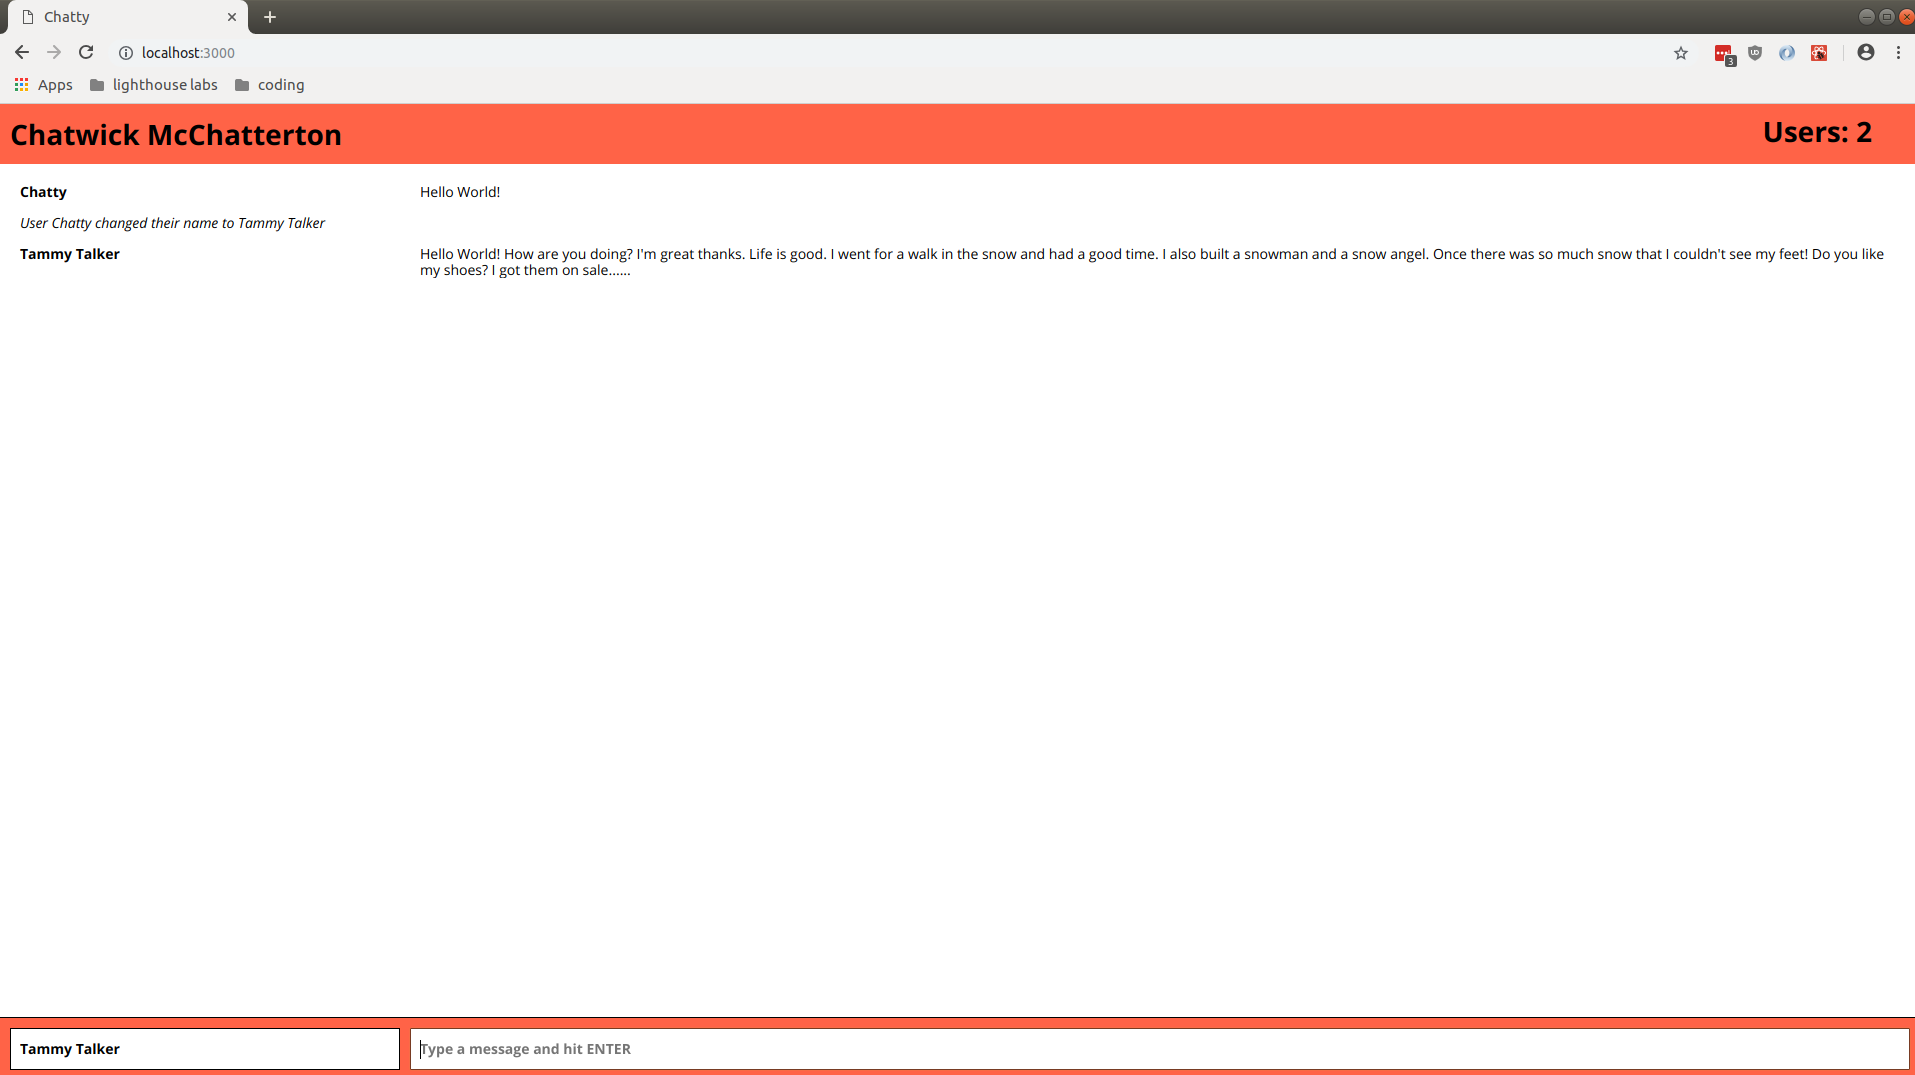 Chatty
localhost:3000
3
Apps lighthouse labs coding
Chatwick McChatterton Users: 2
Chatty Hello World!
User Chatty changed their name to Tammy Talker
Tammy Talker Hello World! How are you doing? I'm great thanks. Life is good. I went for a walk in the snow and had a good time. I also built a snowman and a snow angel. Once there was so much snow that I couldn't see my feet! Do you like
my shoes? I got them on sale......
Tammy Talker Type a message and hit ENTER